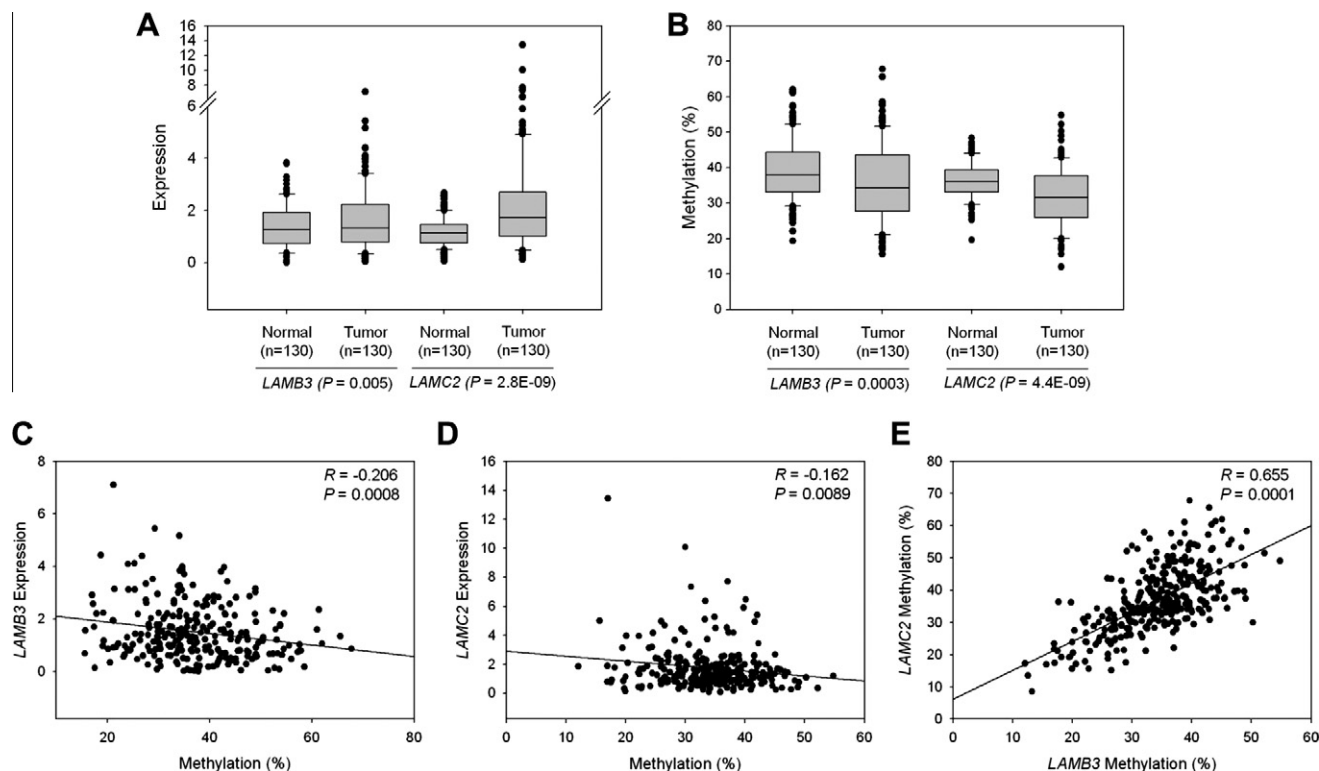 A
16
14
12
10
8
6
4
2
0
Expression
Normal Tumor Normal Tumor
(n=130) (n=130) (n=130) (n=130)
LAMB3 (P = 0.005) LAMC2 (P = 2.8E-09)
B
80
70
60
50
40
30
20
10
0
Methylation (%)
Normal Tumor Normal Tumor
(n=130) (n=130) (n=130) (n=130)
LAMB3 (P = 0.0003) LAMC2 (P = 4.4E-09)
C
R = -0.206
P = 0.0008
8
6
4
2
0
LAMB3 Expression
20 40 60 80
Methylation (%)
D
R = -0.162
P = 0.0089
16
14
12
10
8
6
4
2
0
LAMC2 Expression
0 10 20 30 40 50 60
Methylation (%)
E
R = 0.655
P = 0.0001
80
70
60
50
40
30
20
10
0
LAMC2 Methylation (%)
0 10 20 30 40 50 60
LAMB3 Methylation (%)